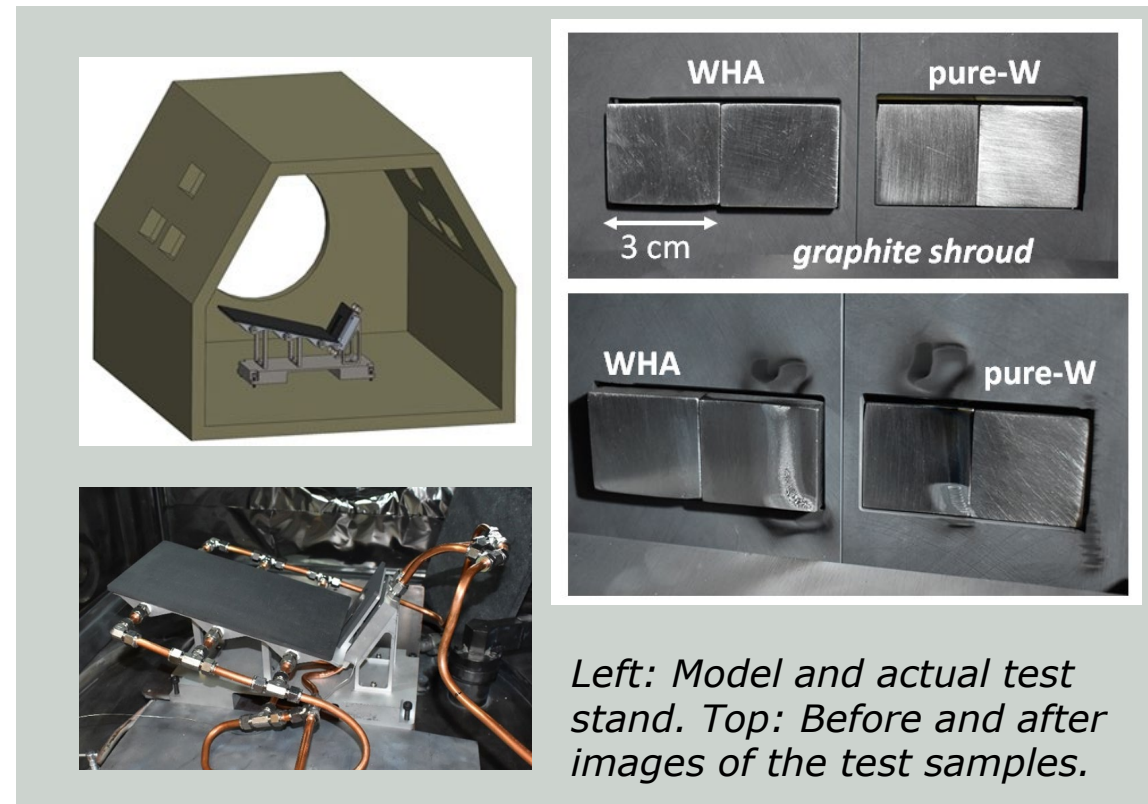 WHA
pure-W
3 cm
graphite shroud
WHA
pure-W
Left: Model and actual test
stand. Top: Before and after
images of the test samples.